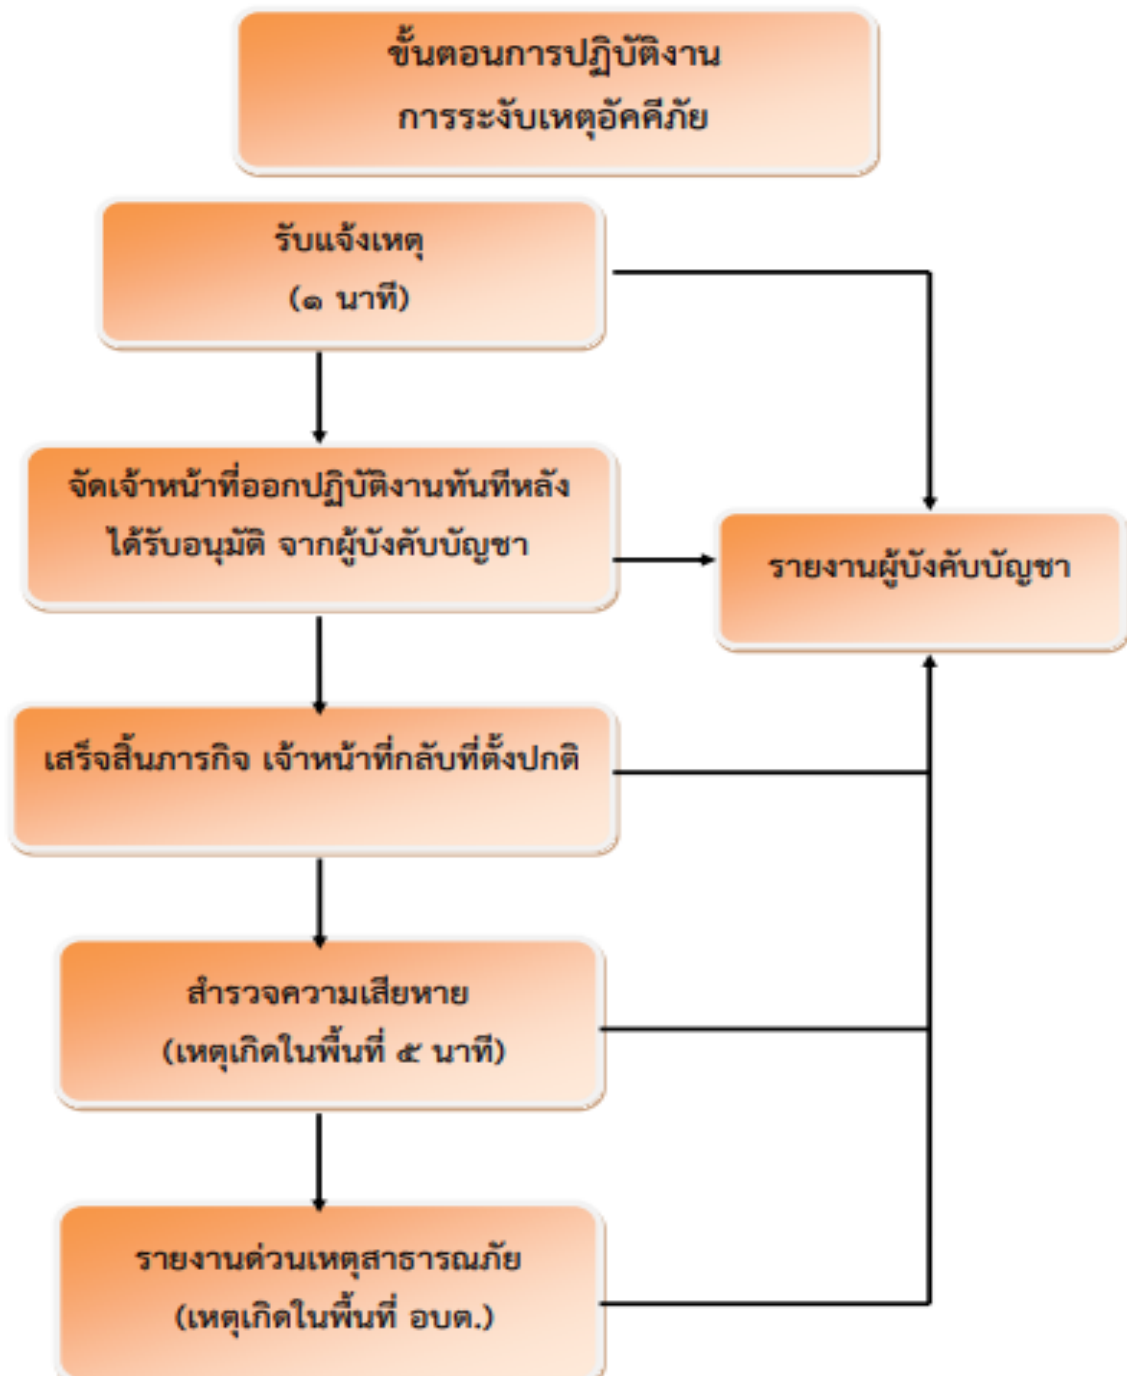 ขั้นตอนการปฏิบัติงาน
การระงับเหตุอัคคีภัย
รับแจ้งเหตุ
(๑ นาที)
จัดเจ้าหน้าที่ออกปฏิบัติงานทันทีหลัง
ได้รับอนุมัติ จากผู้บังคับบัญชา
รายงานผู้บังคับบัญชา
เสร็จสิ้นภารกิจ เจ้าหน้าที่กลับที่ตั้งปกติ
สำรวจความเสียหาย
(เหตุเกิดในพื้นที่ ๕ นาที)
รายงานด่วนเหตุสาธารณภัย
(เหตุเกิดในพื้นที่ อบต.)